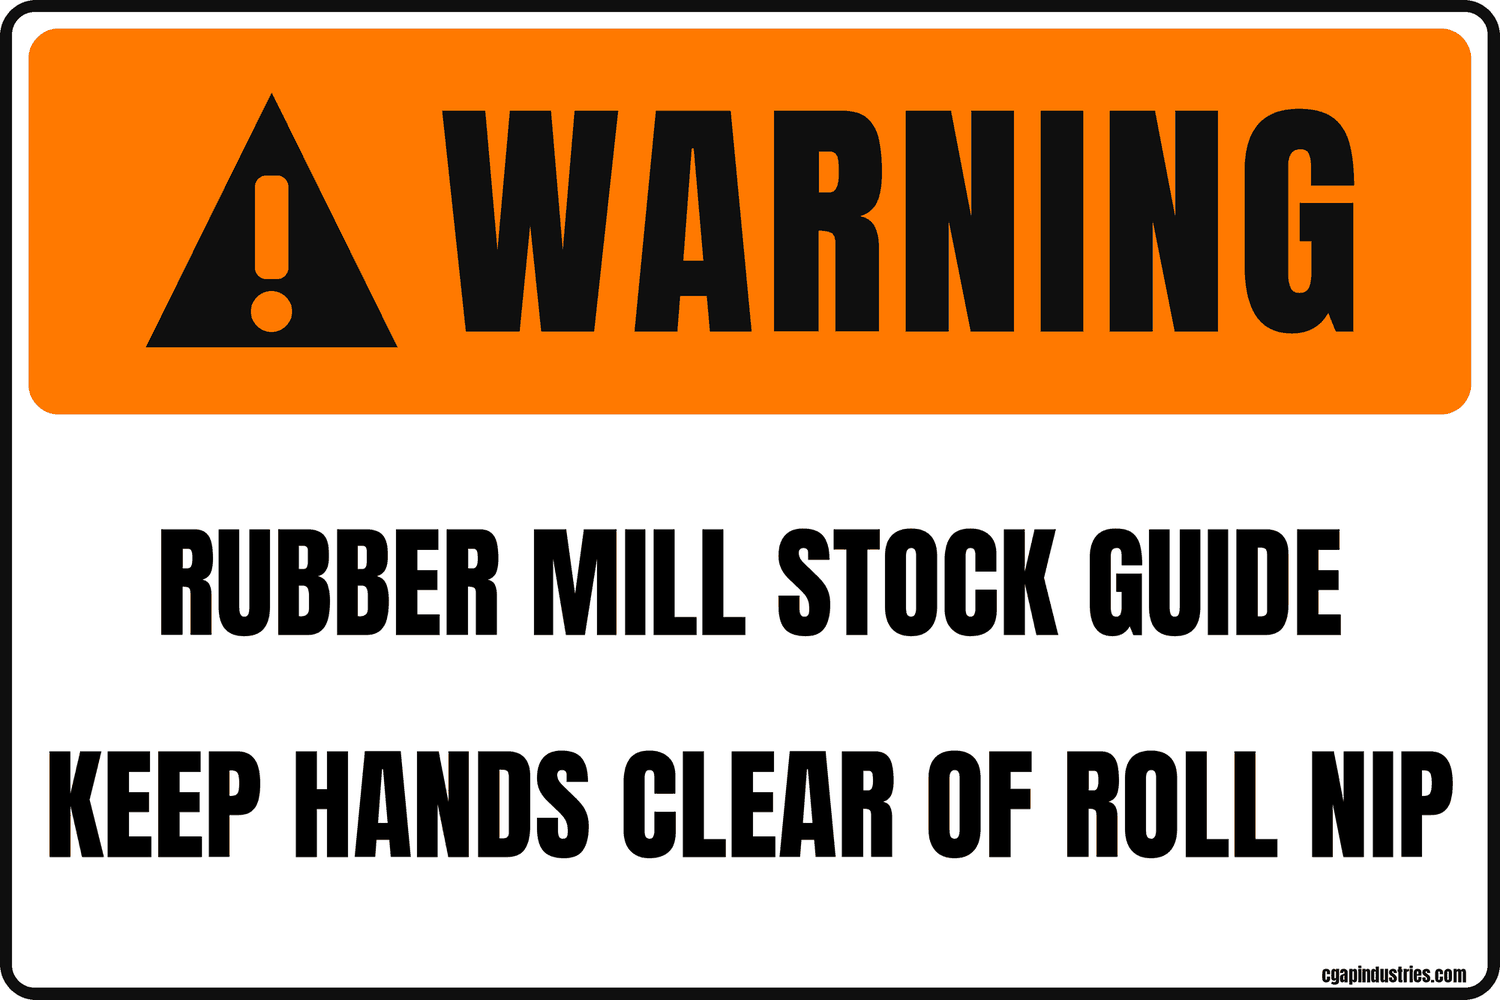 WARNING
RUBBER MILL STOCK GUIDE
KEEP HANDS CLEAR OF ROLL NIP
cgapindustries.com